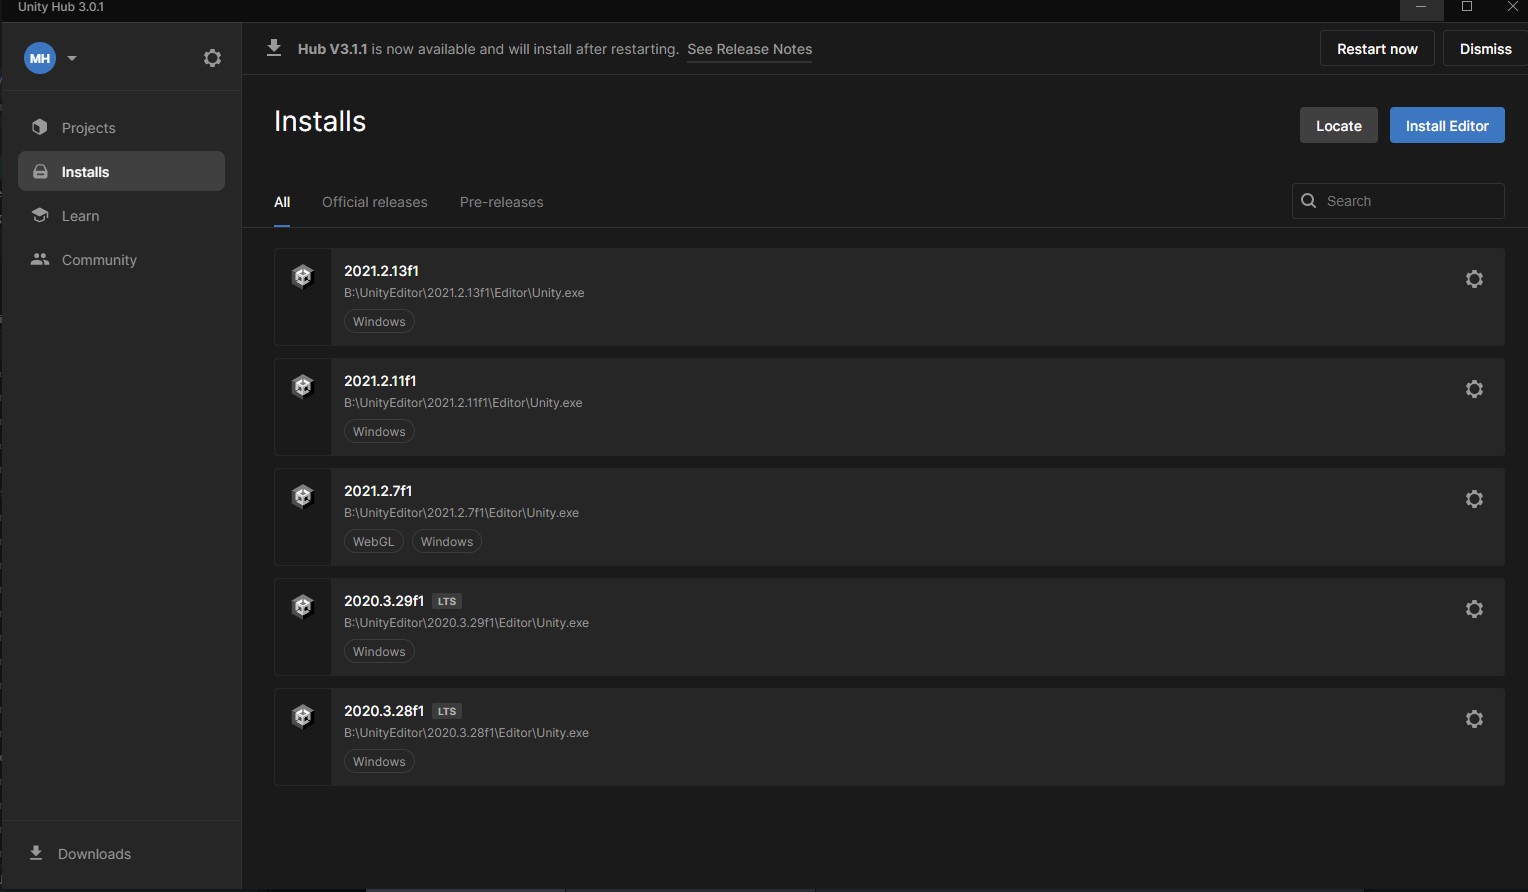 Unity Hub 3.0.1
MH
Hub V3.1.1 is now available and will install after restarting. See Release Notes
Restart now
Dismiss
Projects
Installs
Learn
Community
Downloads
Installs
Locate
Install Editor
All
Official releases
Pre-releases
Search
2021.2.13f1
B:\UnityEditor\2021.2.13f1\Editor\Unity.exe
Windows
2021.2.11f1
B:\UnityEditor\2021.2.11f1\Editor\Unity.exe
Windows
2021.2.7f1
B:\UnityEditor\2021.2.7f1\Editor\Unity.exe
WebGL Windows
2020.3.29f1 LTS
B:\UnityEditor\2020.3.29f1\Editor\Unity.exe
Windows
2020.3.28f1 LTS
B:\UnityEditor\2020.3.28f1\Editor\Unity.exe
Windows